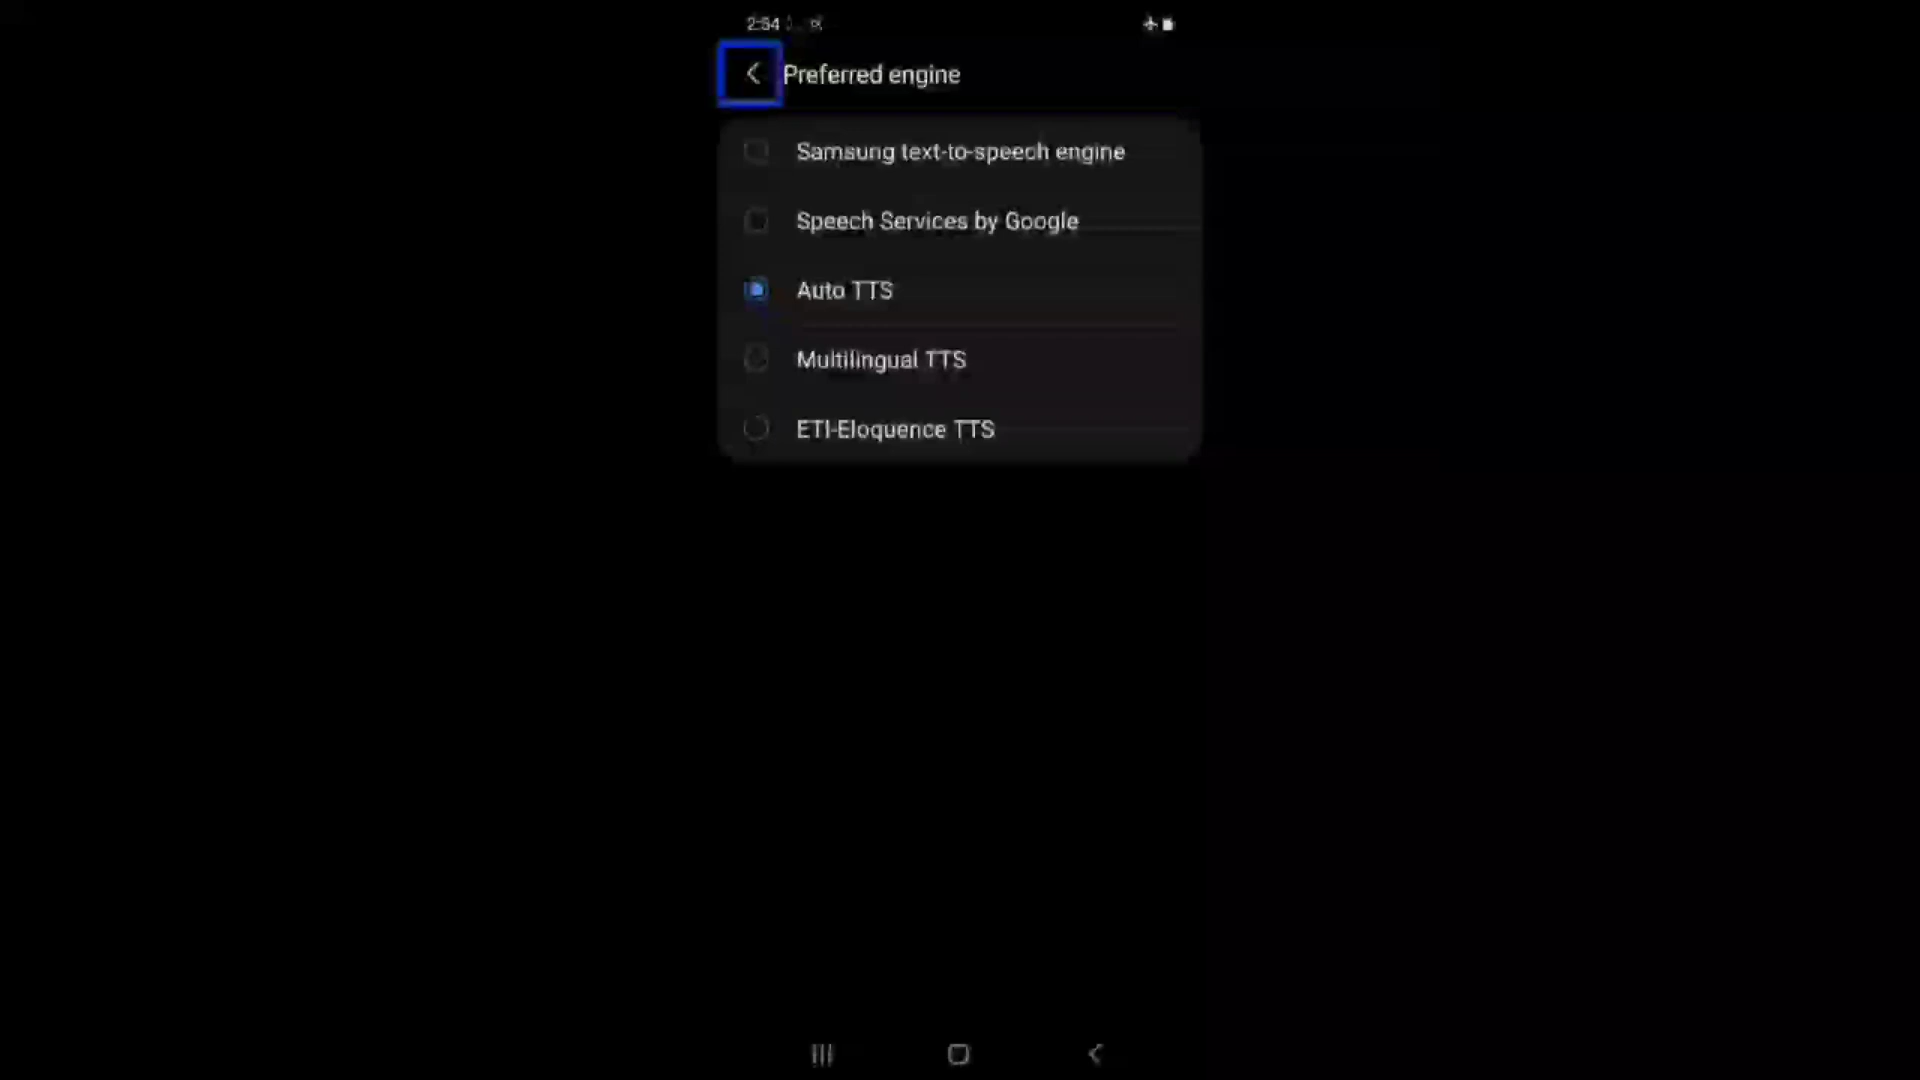 2:54
Preferred engine
Samsung text-to-speech engine
Speech Services by Google
Auto TTS
Multilingual TTS
ETI-Eloquence TTS